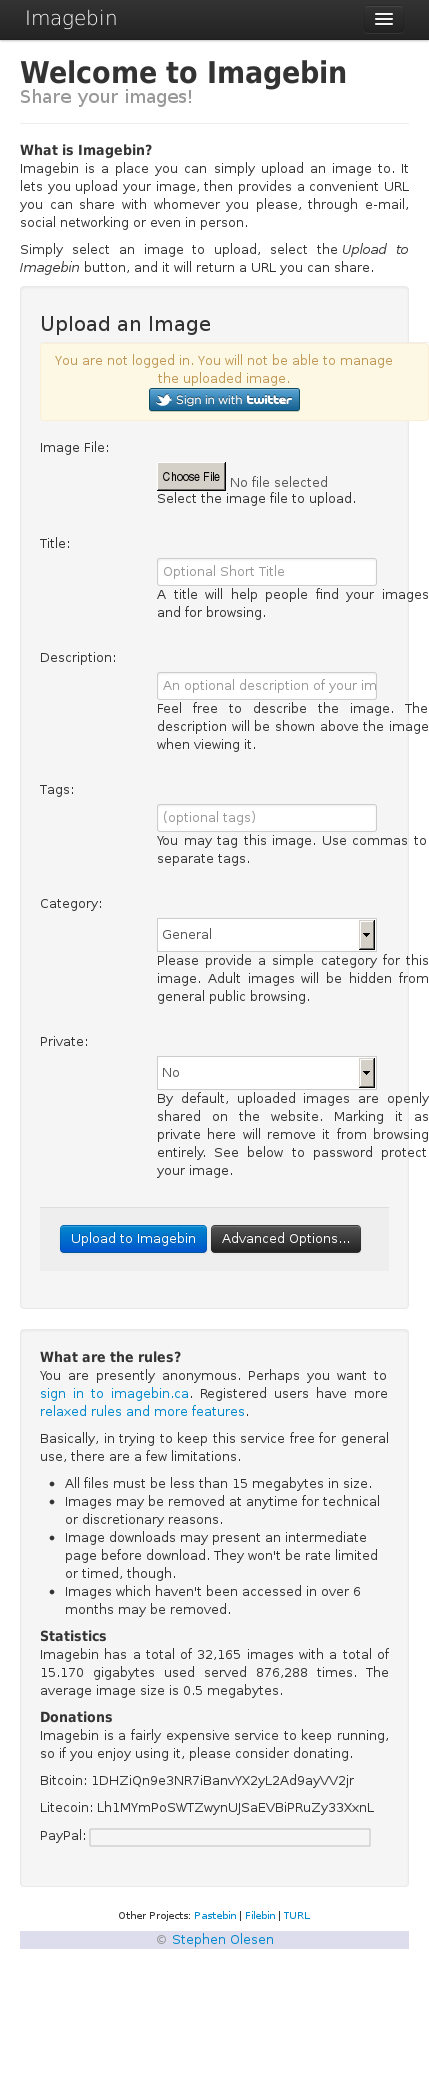 Imagebin
Welcome to Imagebin
Share your images!
What is Imagebin?
Imagebin is a place you can simply upload an image to. It
lets you upload your image, then provides a convenient URL
you can share with whomever you please, through e-mail,
social networking or even in person.
Simply select an image to upload, select the Upload to
Imagebin button, and it will return a URL you can share.
Upload an Image
You are not logged in. You will not be able to manage
the uploaded image.
Sign in with twitter
Image File:
Choose File No file selected
Select the image file to upload.
Title:
Optional Short Title
A title will help people find your images
and for browsing.
Description:
An optional description of your im
Feel free to describe the image. The
description will be shown above the image
when viewing it.
Tags:
(optional tags)
You may tag this image. Use commas to
separate tags.
Category:
General
Please provide a simple category for this
image. Adult images will be hidden from
general public browsing.
Private:
No
By default, uploaded images are openly
shared on the website. Marking it as
private here will remove it from browsing
entirely. See below to password protect
your image.
Upload to Imagebin Advanced Options...
What are the rules?
You are presently anonymous. Perhaps you want to
sign in to imagebin.ca. Registered users have more
relaxed rules and more features.
Basically, in trying to keep this service free for general
use, there are a few limitations.
• All files must be less than 15 megabytes in size.
• Images may be removed at anytime for technical
or discretionary reasons.
• Image downloads may present an intermediate
page before download. They won't be rate limited
or timed, though.
• Images which haven't been accessed in over 6
months may be removed.
Statistics
Imagebin has a total of 32,165 images with a total of
15.170 gigabytes used served 876,288 times. The
average image size is 0.5 megabytes.
Donations
Imagebin is a fairly expensive service to keep running,
so if you enjoy using it, please consider donating.
Bitcoin: 1DHZiQn9e3NR7iBanvYX2yL2Ad9ayVV2jr
Litecoin: Lh1MYmPoSWTZwynUJSaEVBiPRuZy33XxnL
PayPal:
Other Projects: Pastebin | Filebin | TURL
© Stephen Olesen